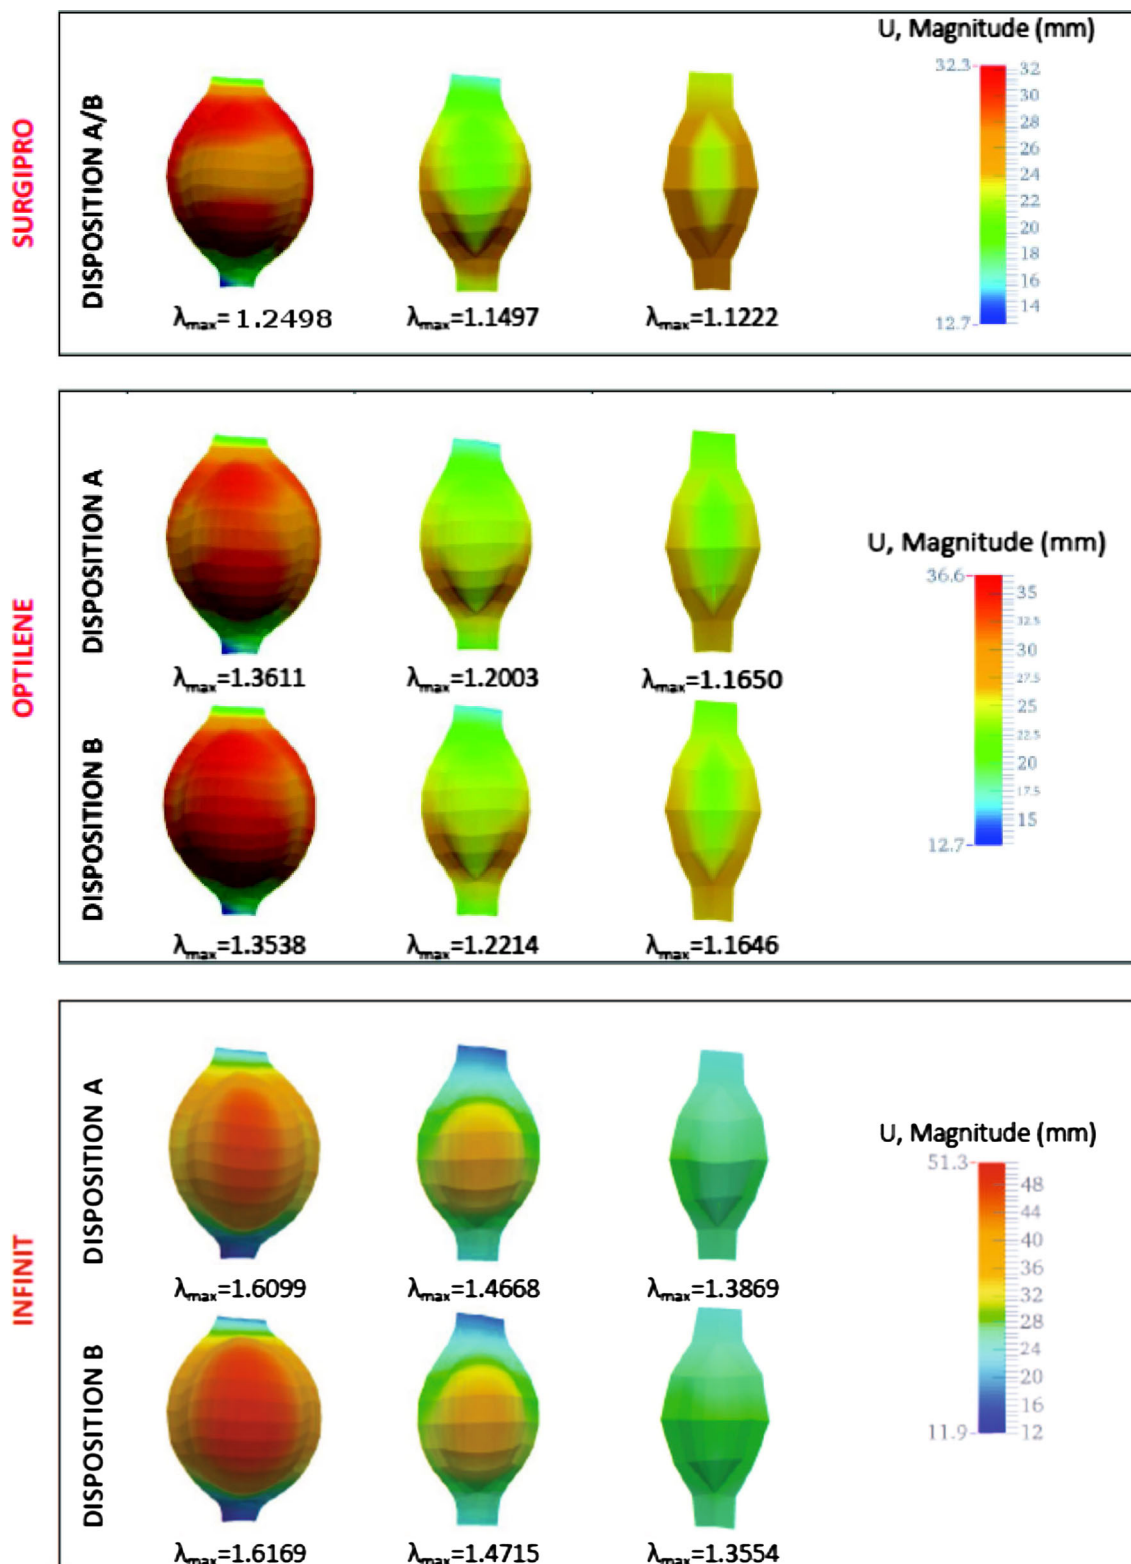 U, Magnitude (mm)
SURGIPRO
DISPOSITION A/B
32.3
32
30
28
26
24
22
20
18
16
14
12.7
λmax= 1.2498
λmax=1.1497
λmax=1.1222
OPTILENE
DISPOSITION A
λmax=1.3611
λmax=1.2003
λmax=1.1650
DISPOSITION B
λmax=1.3538
λmax=1.2214
λmax=1.1646
U, Magnitude (mm)
36.6
35
32.5
30
27.5
25
22.5
20
17.5
15
12.7
INFINIT
DISPOSITION A
λmax=1.6099
λmax=1.4668
λmax=1.3869
DISPOSITION B
λmax=1.6169
λmax=1.4715
λmax=1.3554
U, Magnitude (mm)
51.3
48
44
40
36
32
28
24
20
16
12
11.9